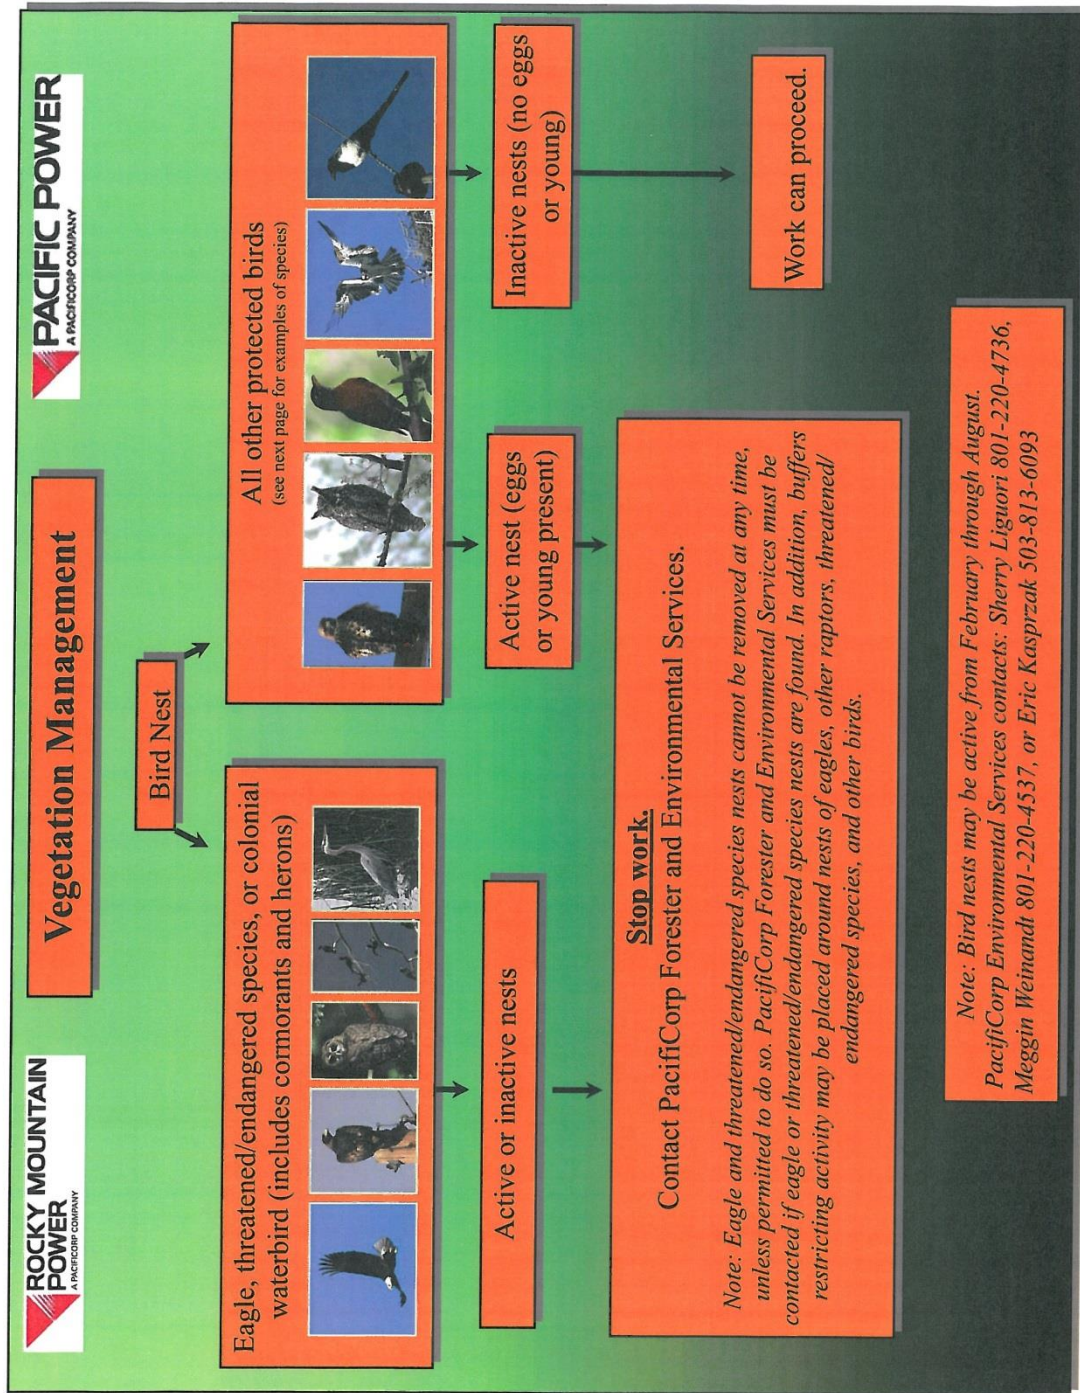 ROCKY MOUNTAIN
POWER
A PACIFICORP COMPANY
PACIFIC POWER
A PACIFICORP COMPANY
Vegetation Management
Bird Nest
Eagle, threatened/endangered species, or colonial
waterbird (includes cormorants and herons)
All other protected birds
(see next page for examples of species)
Active or inactive nests
Active nest (eggs
or young present)
Inactive nests (no eggs
or young)
Stop work.
Contact PacifiCorp Forester and Environmental Services.
Note: Eagle and threatened/endangered species nests cannot be removed at any time,
unless permitted to do so. PacifiCorp Forester and Environmental Services must be
contacted if eagle or threatened/endangered species nests are found. In addition, buffers
restricting activity may be placed around nests of eagles, other raptors, threatened/
endangered species, and other birds.
Work can proceed.
Note: Bird nests may be active from February through August.
PacifiCorp Environmental Services contacts: Sherry Liguori 801-220-4736,
Meggin Weinandt 801-220-4537, or Eric Kasprzak 503-813-6093